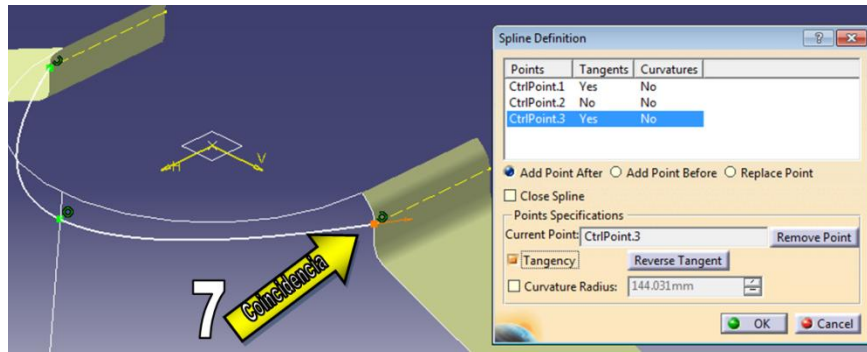 H
V
7
Coincidencia
Spline Definition
?
Points Tangents Curvatures
CtrlPoint.1 Yes No
CtrlPoint.2 No No
CtrlPoint.3 Yes No
Add Point After Add Point Before Replace Point
Close Spline
Points Specifications
Current Point: CtrlPoint.3 Remove Point
Tangency Reverse Tangent
Curvature Radius: 144.031mm
OK Cancel